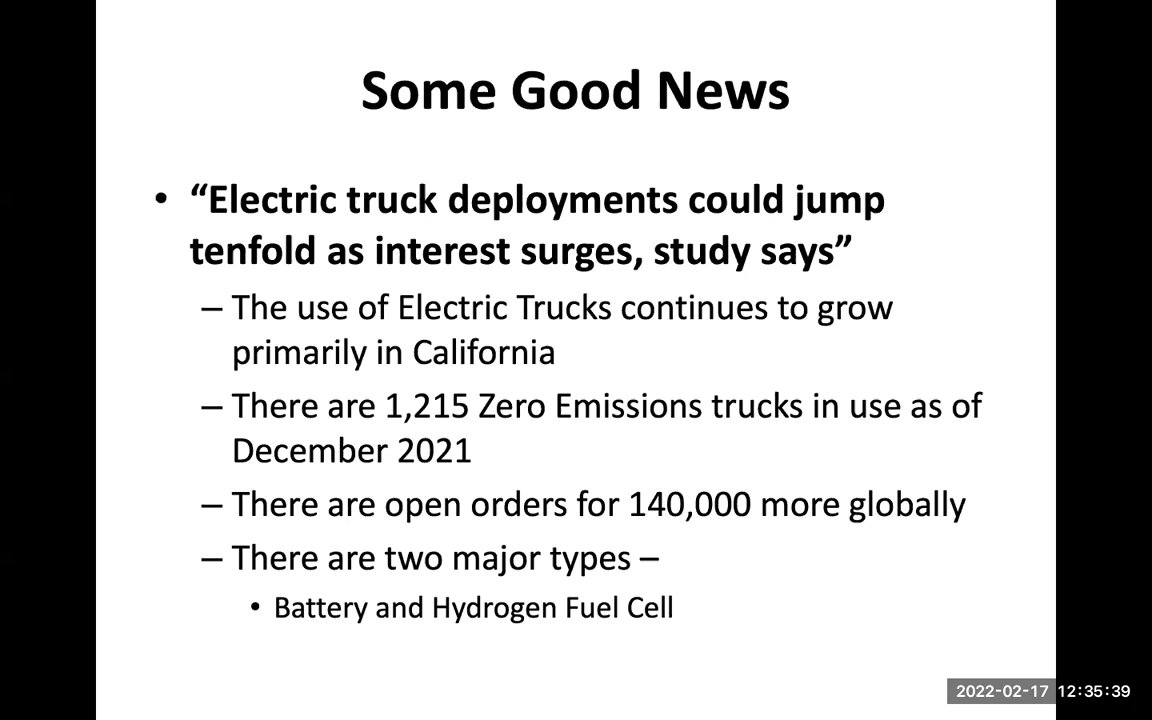 Some Good News
• “Electric truck deployments could jump
tenfold as interest surges, study says”
– The use of Electric Trucks continues to grow
primarily in California
– There are 1,215 Zero Emissions trucks in use as of
December 2021
– There are open orders for 140,000 more globally
– There are two major types –
• Battery and Hydrogen Fuel Cell
2022-02-17 12:35:39